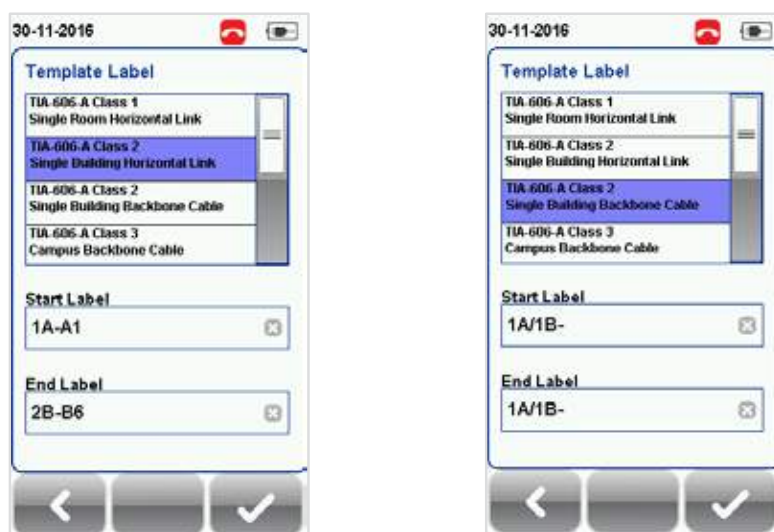 30-11-2016
Template Label
TIA-606-A Class 1
Single Room Horizontal Link
TIA-606-A Class 2
Single Building Horizontal Link
TIA-606-A Class 2
Single Building Backbone Cable
TIA-606-A Class 3
Campus Backbone Cable
Start Label
1A-A1
End Label
2B-B6
30-11-2016
Template Label
TIA-606-A Class 1
Single Room Horizontal Link
TIA-606-A Class 2
Single Building Horizontal Link
TIA-606-A Class 2
Single Building Backbone Cable
TIA-606-A Class 3
Campus Backbone Cable
Start Label
1A/1B-
End Label
1A/1B-